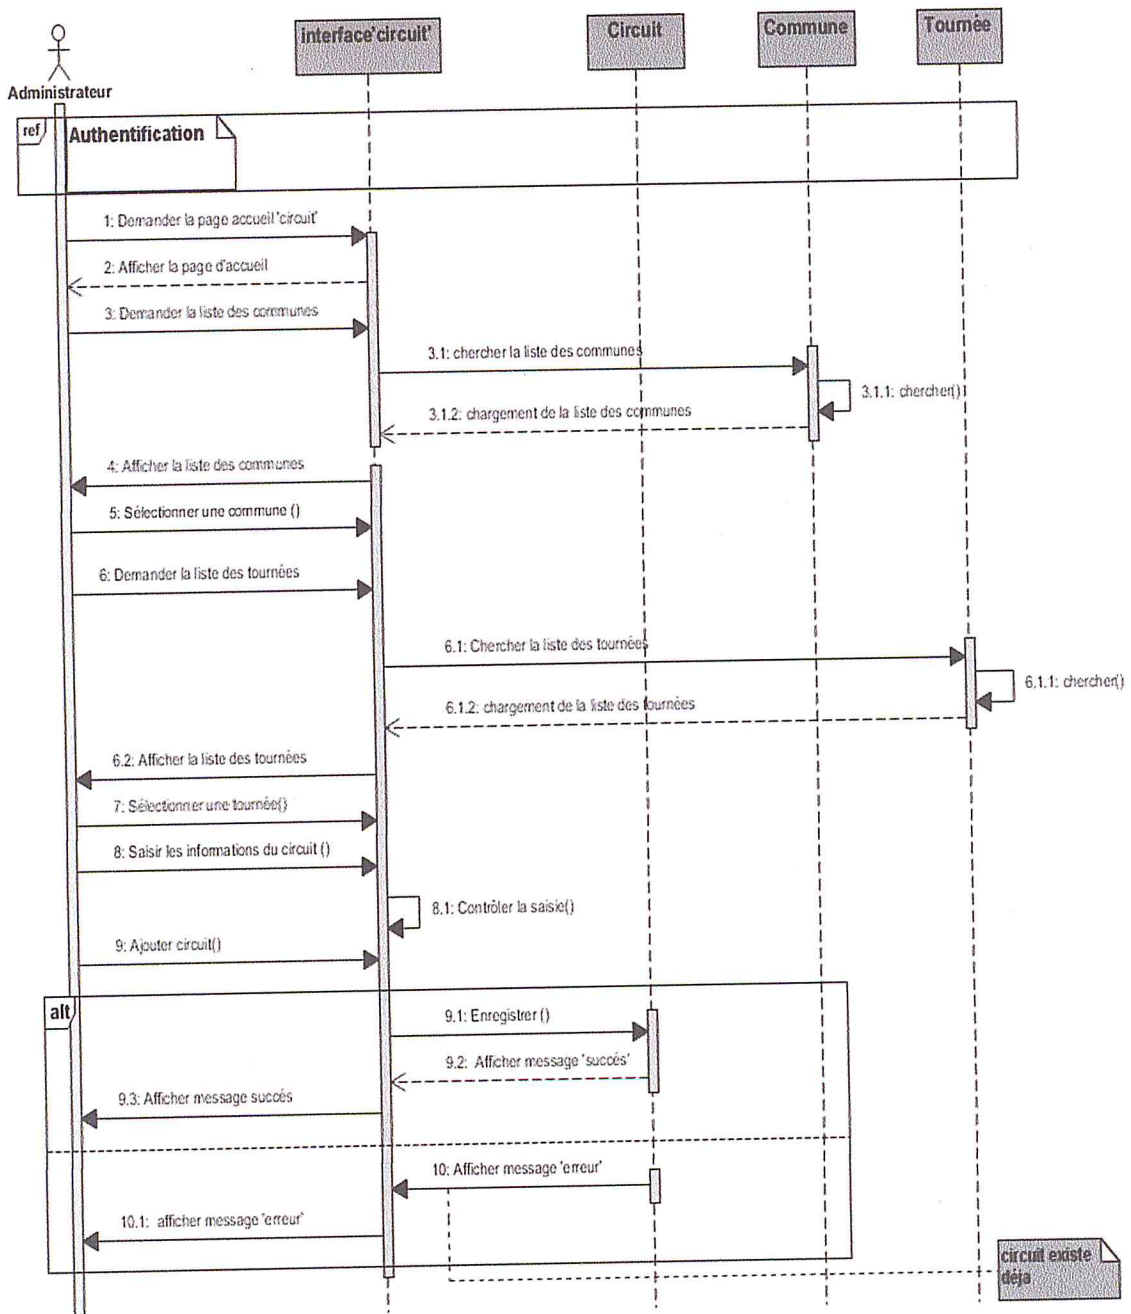 interface'circuit'
Circuit
Commune
Tournée
Administrateur
ref
Authentification
1: Demander la page accueil 'circuit'
2: Afficher la page d'accueil
3: Demander la liste des communes
3.1: chercher la liste des communes
3.1.1: chercher()
3.1.2: chargement de la liste des communes
4: Afficher la liste des communes
5: Sélectionner une commune ()
6: Demander la liste des tournées
6.1: Chercher la liste des tournées
6.1.1: chercher()
6.1.2: chargement de la liste des tournées
6.2: Afficher la liste des tournées
7: Sélectionner une tournée()
8: Saisir les informations du circuit ()
8.1: Contrôler la saisie()
9: Ajouter circuit()
alt
9.1: Enregistrer ()
9.2: Afficher message 'succés'
9.3: Afficher message succés
10: Afficher message 'erreur'
10.1: afficher message 'erreur'
circuit existe
déja